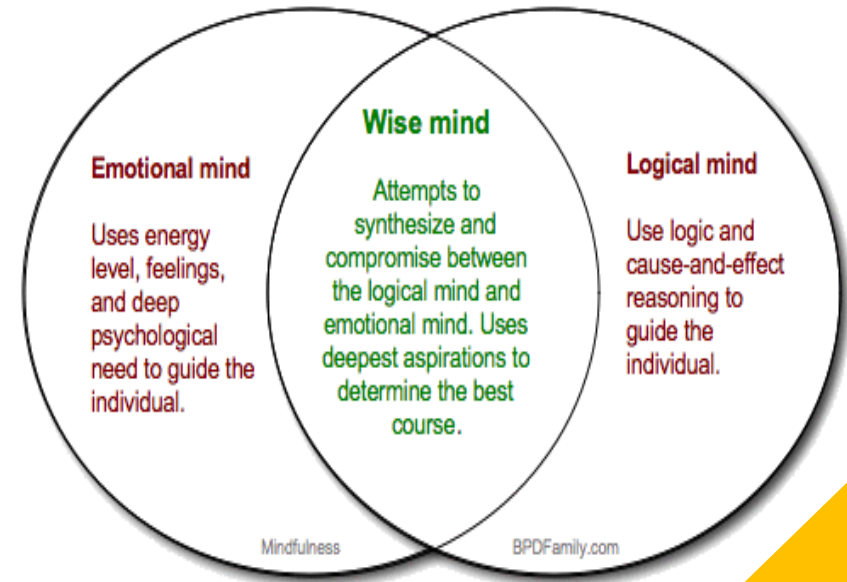 Emotional mind
Uses energy
level, feelings,
and deep
psychological
need to guide the
individual.
Wise mind
Attempts to
synthesize and
compromise between
the logical mind and
emotional mind. Uses
deepest aspirations to
determine the best
course.
Logical mind
Use logic and
cause-and-effect
reasoning to
guide the
individual.
Mindfulness
BPDFamily.com